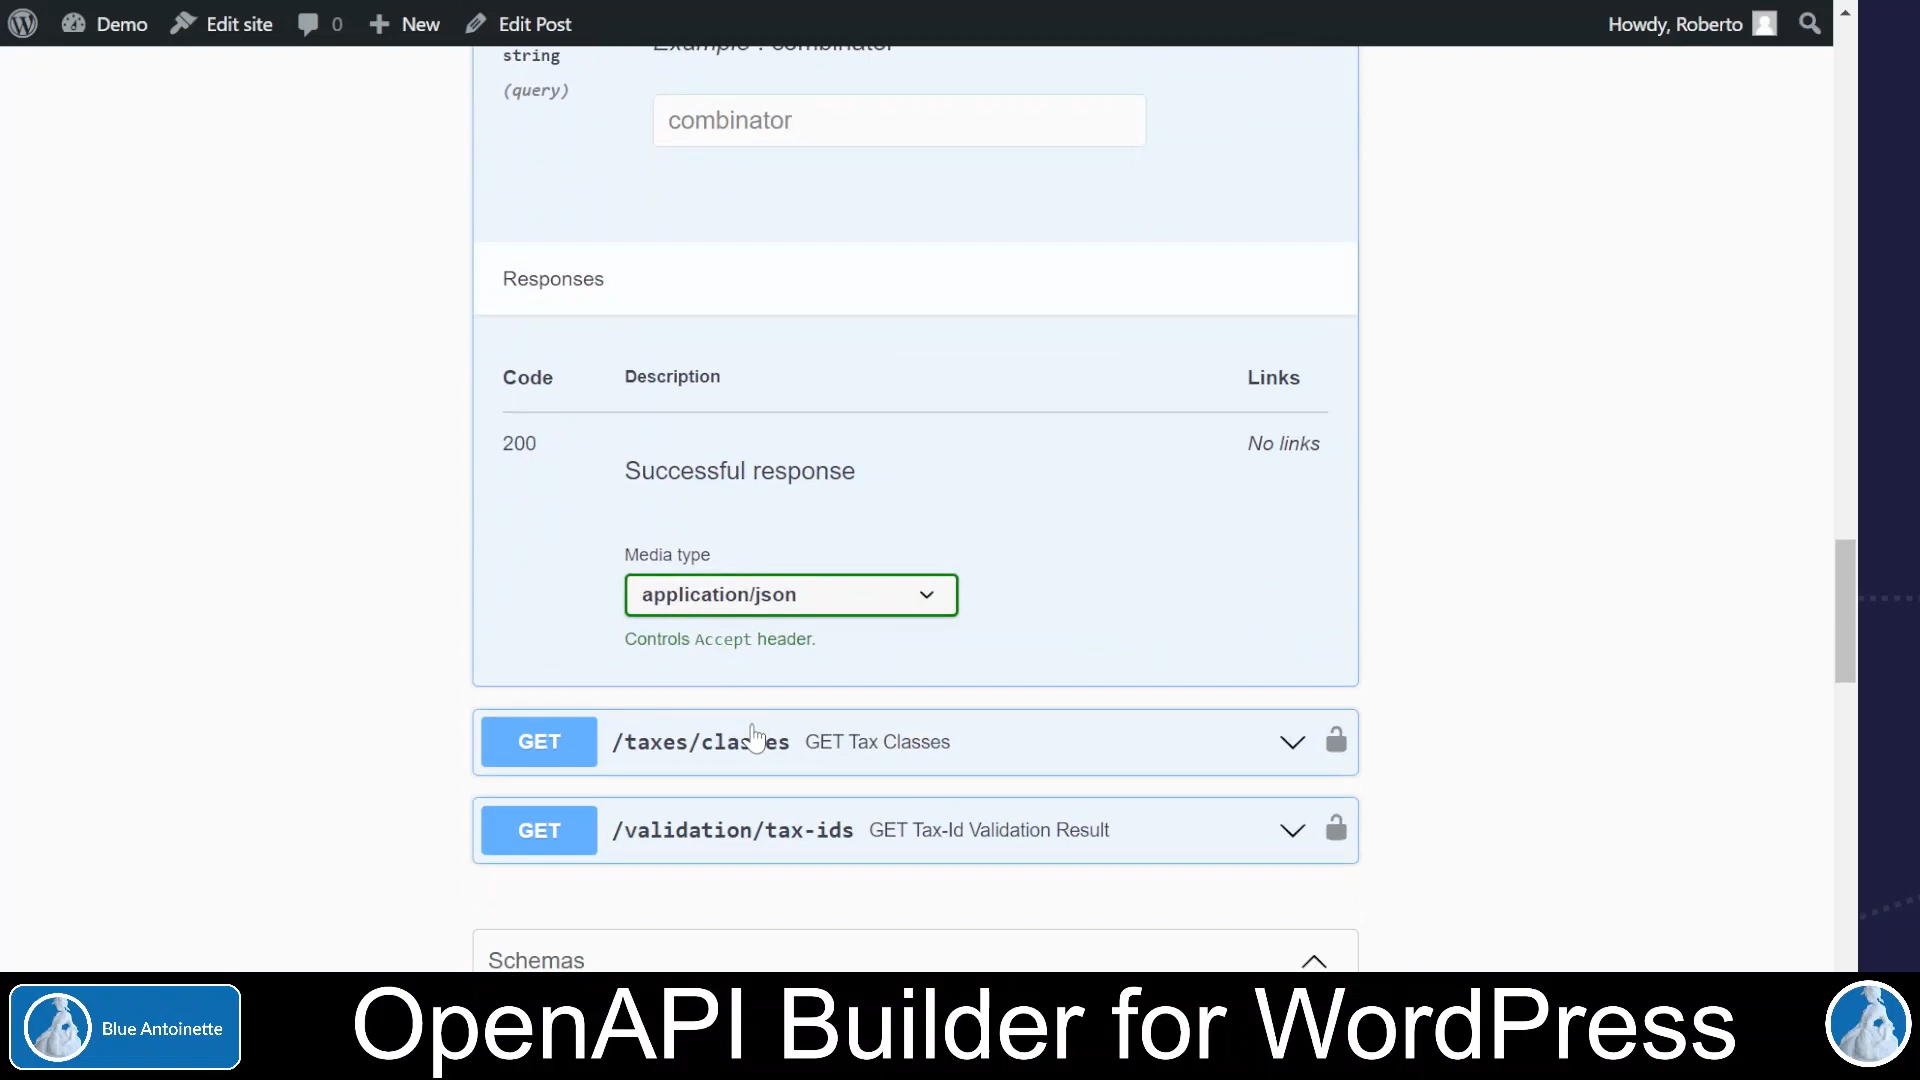 Demo
Edit site
0
New
Edit Post
Howdy, Roberto
string
Example : combinator
(query)
combinator
Responses
Code Description Links
200
Successful response
No links
Media type
application/json
Controls Accept header.
GET /taxes/classes GET Tax Classes
GET /validation/tax-ids GET Tax-Id Validation Result
Schemas
Blue Antoinette
OpenAPI Builder for WordPress